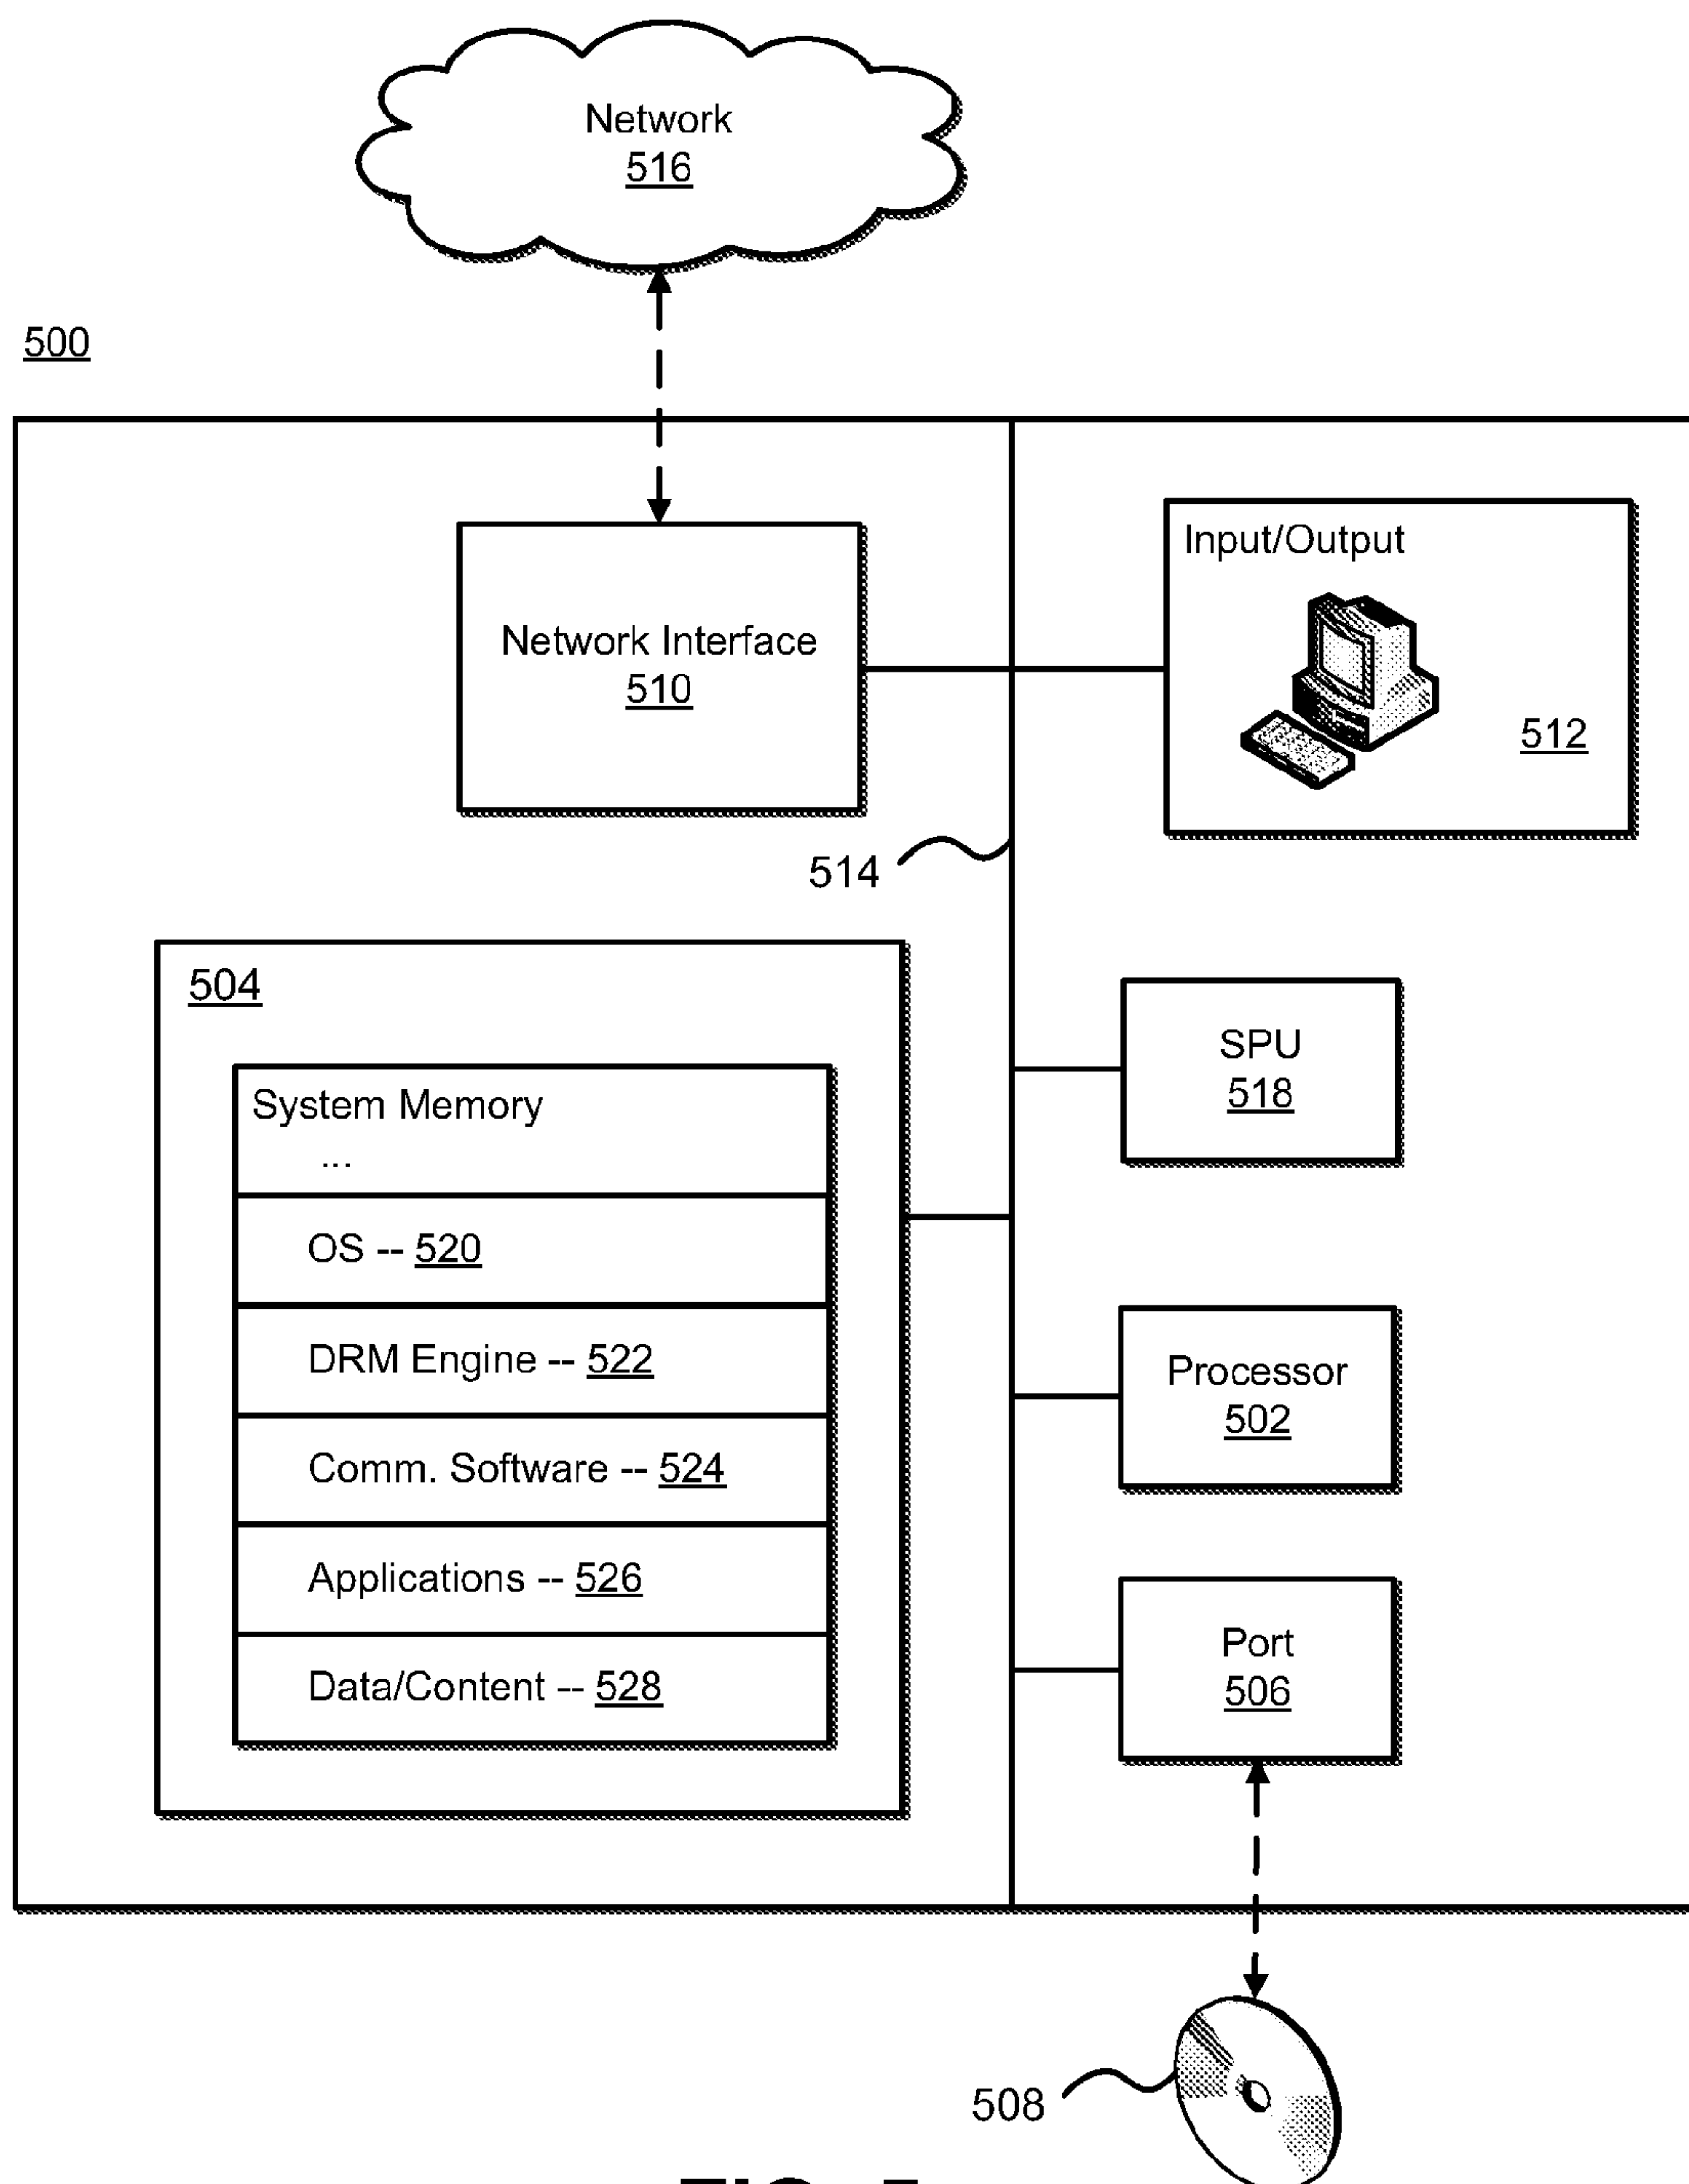 Network
516
500
Network Interface
510
Input/Output
512
514
504
System Memory
...
OS -- 520
DRM Engine -- 522
Comm. Software -- 524
Applications -- 526
Data/Content -- 528
SPU
518
Processor
502
Port
506
508